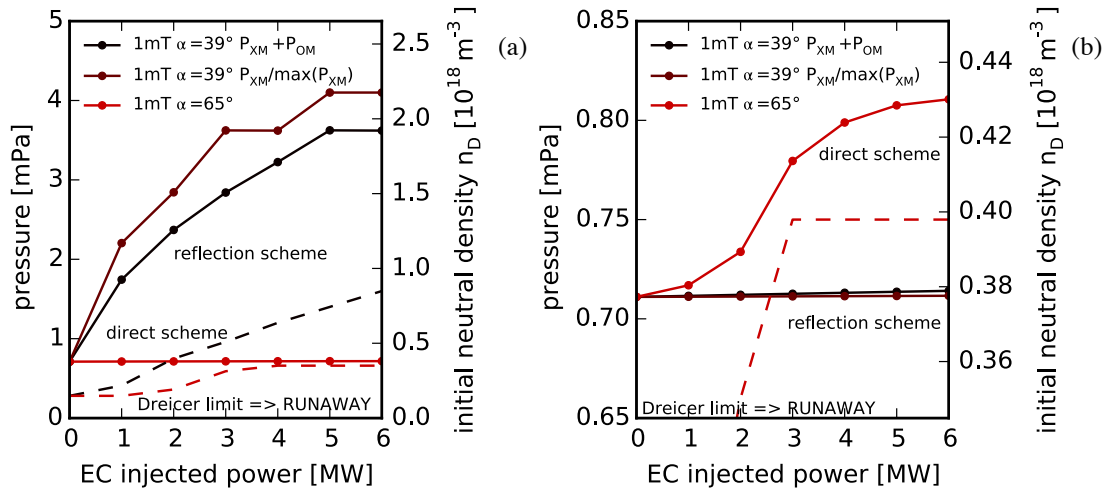 (a)
pressure [mPa]
5
4
3
2
1
0
1mT α=39° P_XM+P_OM
1mT α=39° P_XM/max(P_XM)
1mT α=65°
reflection scheme
direct scheme
Dreicer limit => RUNAWAY
2.5
2.0
1.5
1.0
0.5
0.0
initial neutral density n_D [10^18 m^-3]
0 1 2 3 4 5 6
EC injected power [MW]
(b)
pressure [mPa]
0.85
0.80
0.75
0.70
0.65
1mT α=39° P_XM+P_OM
1mT α=39° P_XM/max(P_XM)
1mT α=65°
direct scheme
reflection scheme
Dreicer limit => RUNAWAY
0.44
0.42
0.40
0.38
0.36
initial neutral density n_D [10^18 m^-3]
0 1 2 3 4 5 6
EC injected power [MW]